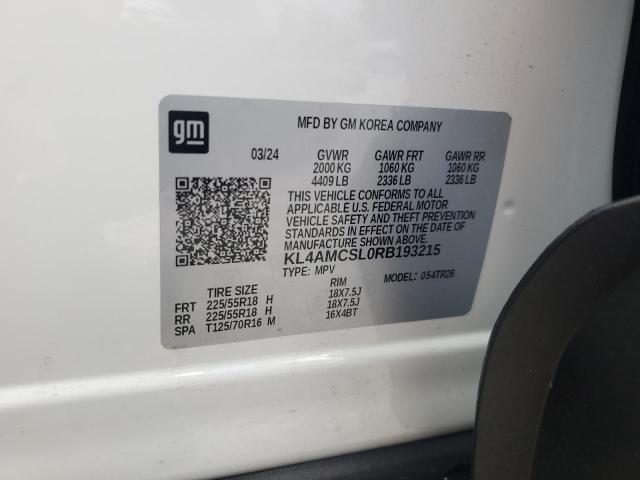 gm
MFD BY GM KOREA COMPANY
03/24 GVWR GAWR FRT GAWR RR
2000 KG 1060 KG 1060 KG
4409 LB 2336 LB 2336 LB
THIS VEHICLE CONFORMS TO ALL
APPLICABLE U.S. FEDERAL MOTOR
VEHICLE SAFETY AND THEFT PREVENTION
STANDARDS IN EFFECT ON THE DATE OF
MANUFACTURE SHOWN ABOVE.
KL4AMCSL0RB193215
TYPE: MPV MODEL: 054TR26
TIRE SIZE RIM
FRT 225/55R18 H 18X7.5J
RR 225/55R18 H 18X7.5J
SPA T125/70R16 M 16X4BT